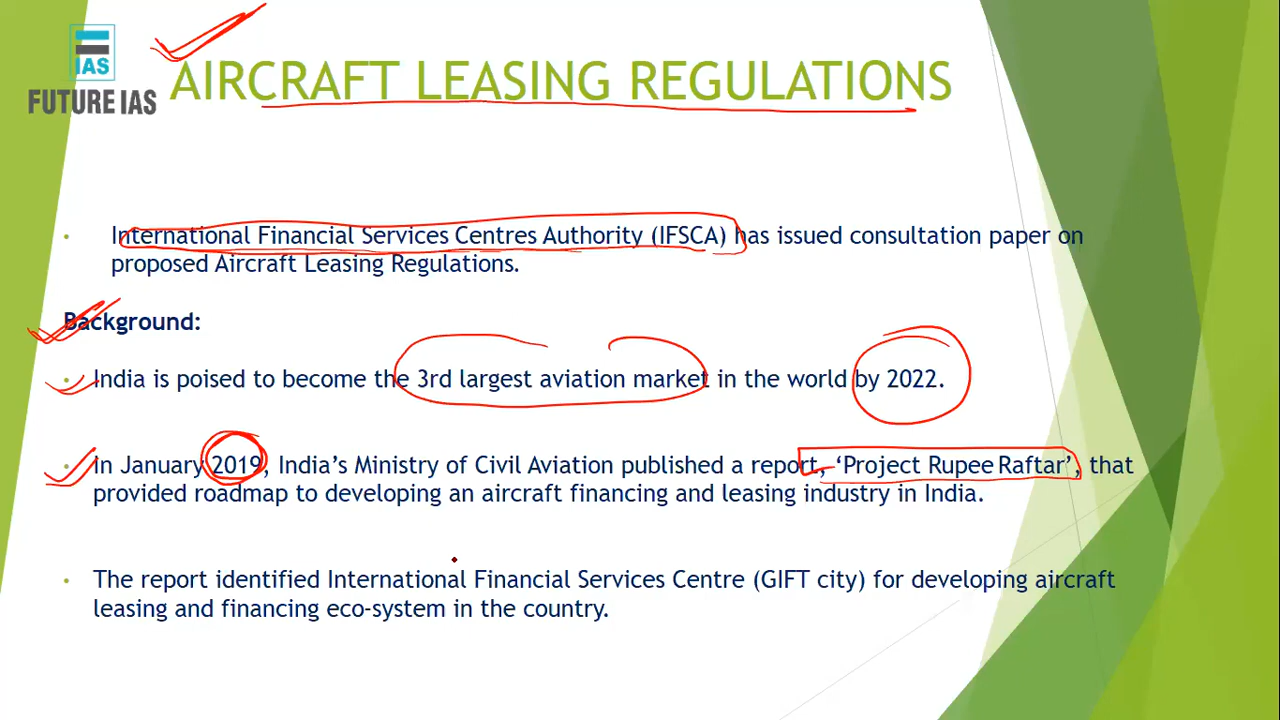 IAS
FUTURE IAS
AIRCRAFT LEASING REGULATIONS
• International Financial Services Centres Authority (IFSCA) has issued consultation paper on
proposed Aircraft Leasing Regulations.
Background:
• India is poised to become the 3rd largest aviation market in the world by 2022.
• In January 2019, India's Ministry of Civil Aviation published a report, ‘Project Rupee Raftar’, that
provided roadmap to developing an aircraft financing and leasing industry in India.
• The report identified International Financial Services Centre (GIFT city) for developing aircraft
leasing and financing eco-system in the country.